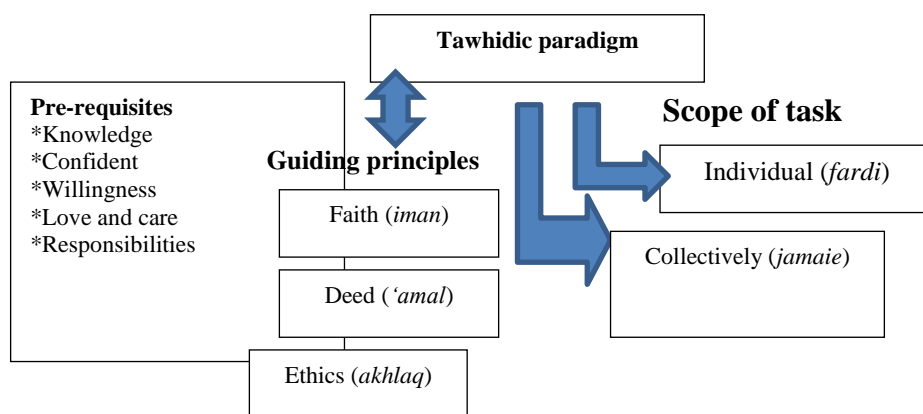 Tawhidic paradigm
Pre-requisites
*Knowledge
*Confident
*Willingness
*Love and care
*Responsibilities
Guiding principles
Faith (iman)
Deed (‘amal)
Ethics (akhlaq)
Scope of task
Individual (fardi)
Collectively (jamaie)